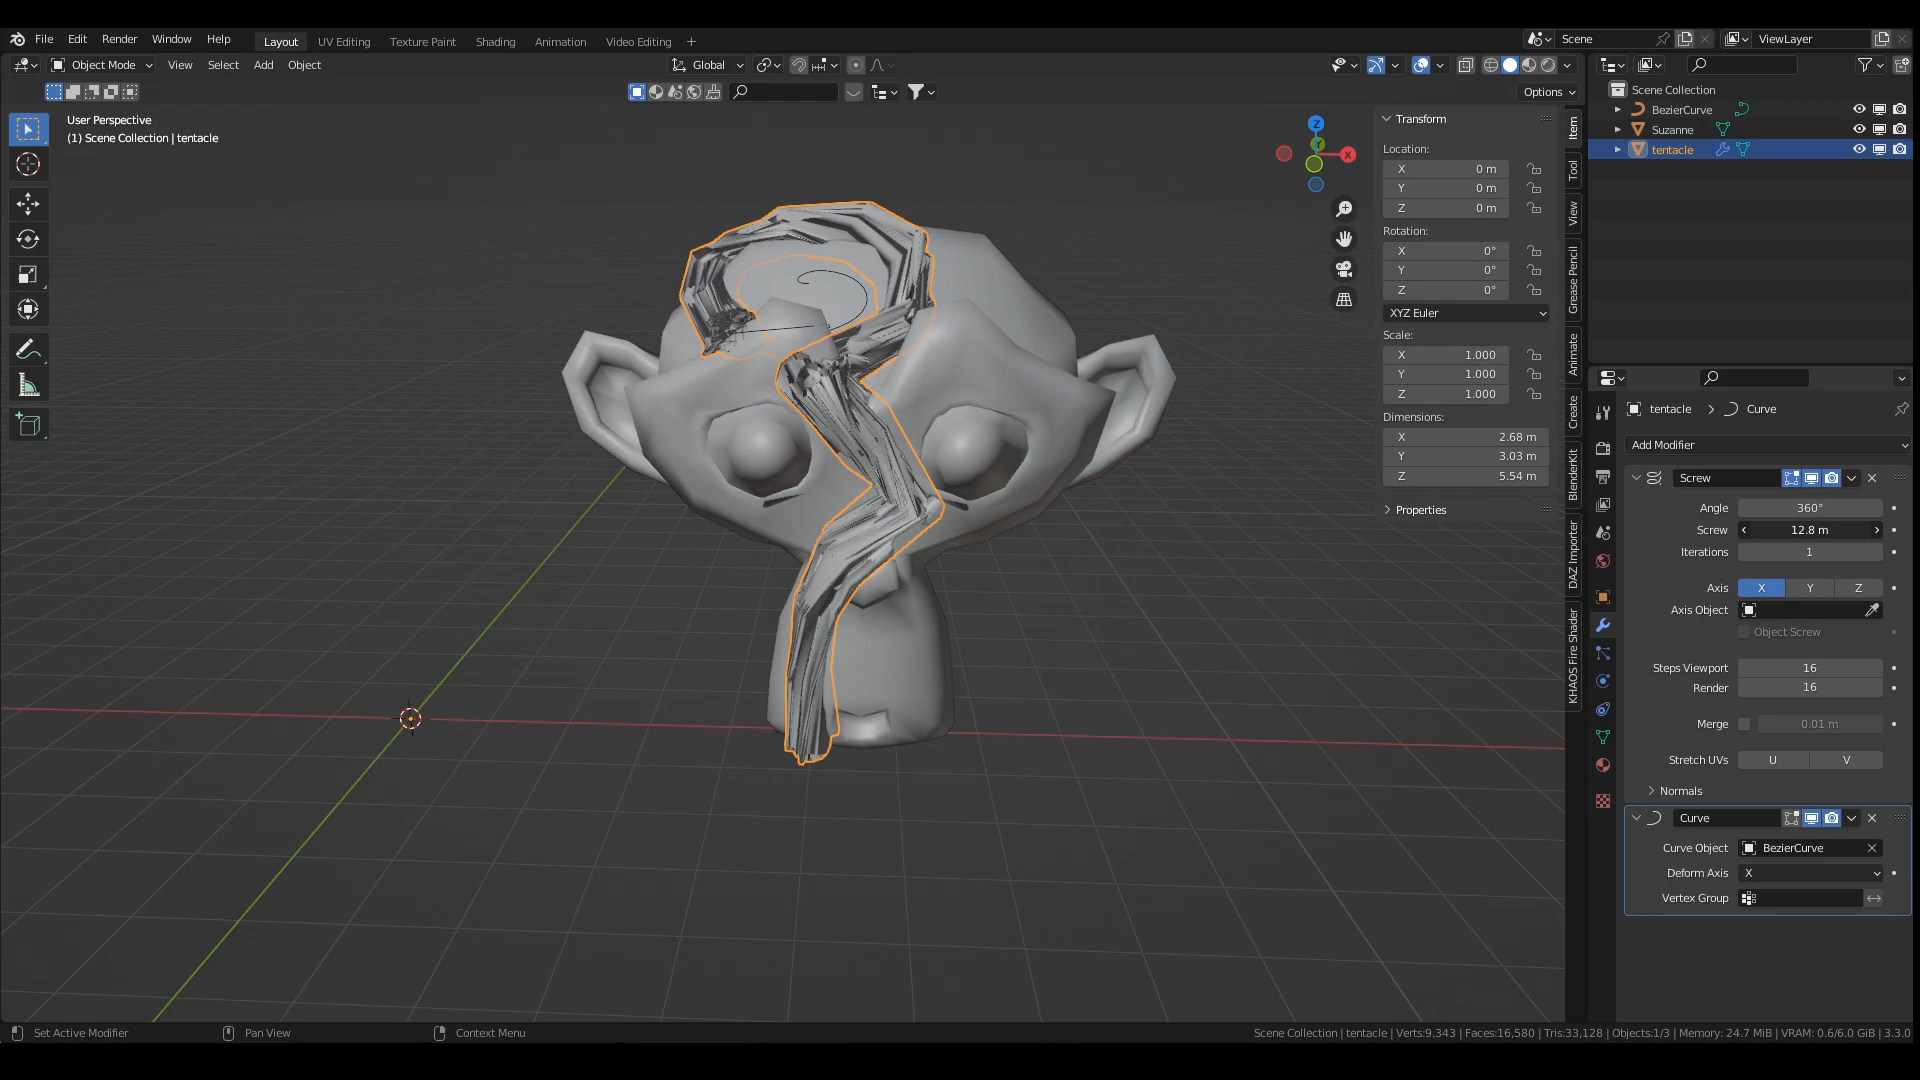 File Edit Render Window Help Layout UV Editing Texture Paint Shading Animation Video Editing + Scene ViewLayer
Object Mode View Select Add Object Global
Options
User Perspective
(1) Scene Collection | tentacle
Z
Y
X
Transform
Location:
X 0 m
Y 0 m
Z 0 m
Rotation:
X 0°
Y 0°
Z 0°
XYZ Euler
Scale:
X 1.000
Y 1.000
Z 1.000
Dimensions:
X 2.68 m
Y 3.03 m
Z 5.54 m
Properties
Item
Tool
View
Grease Pencil
Animate
Create
BlenderKit
DAZ Importer
KHAOS Fire Shader
Scene Collection
BezierCurve
Suzanne
tentacle
tentacle > Curve
Add Modifier
Screw
Angle 360°
Screw 12.8 m
Iterations 1
Axis X Y Z
Axis Object
Object Screw
Steps Viewport 16
Render 16
Merge 0.01 m
Stretch UVs U V
Normals
Curve
Curve Object BezierCurve
Deform Axis X
Vertex Group
Set Active Modifier Pan View Context Menu Scene Collection | tentacle | Verts:9,343 | Faces:16,580 | Tris:33,128 | Objects:1/3 | Memory: 24.7 MiB | VRAM: 0.6/6.0 GiB | 3.3.0